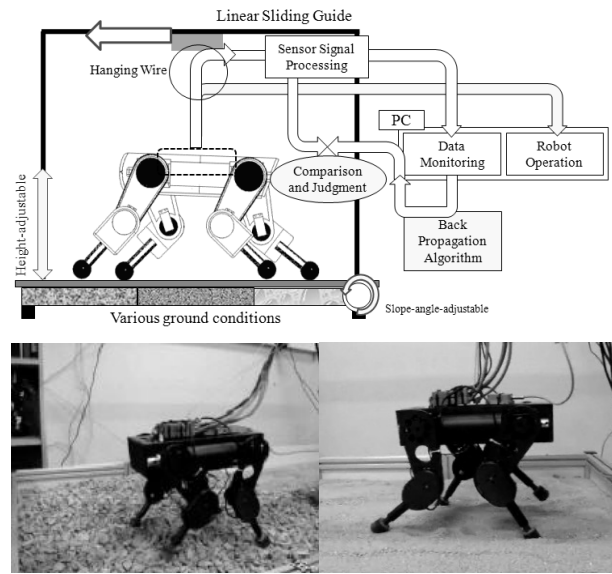 Linear Sliding Guide
Sensor Signal
Processing
Hanging Wire
PC
Data
Monitoring
Robot
Operation
Comparison
and Judgment
Height-adjustable
Back
Propagation
Algorithm
Slope-angle-adjustable
Various ground conditions